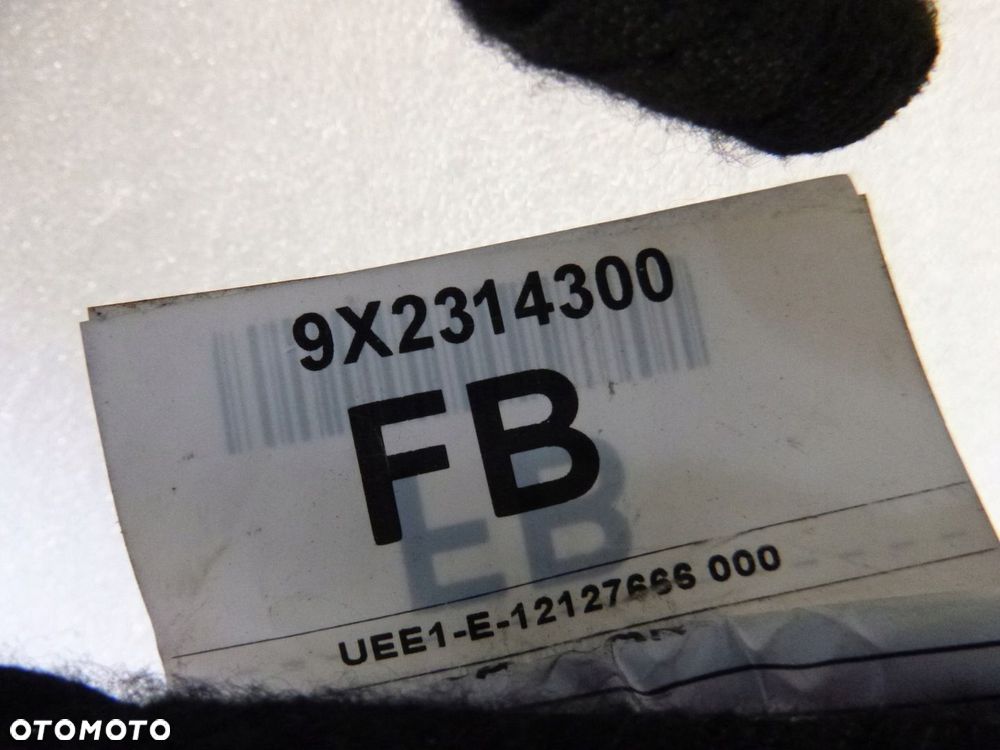 9X2314300
FB
UEE1-E-12127666 000
OTOMOTO